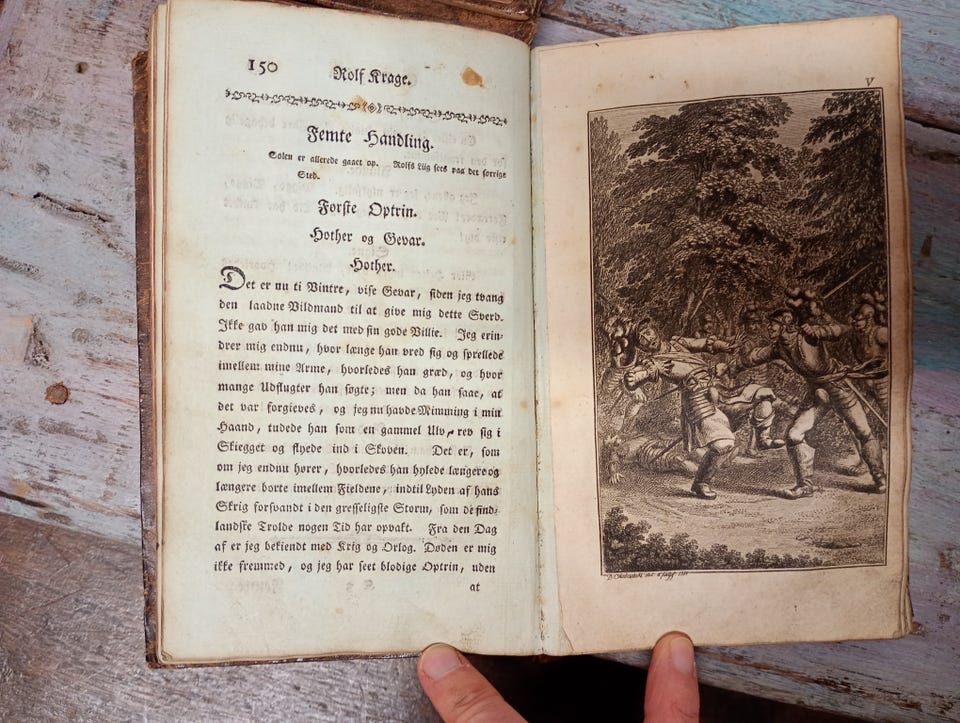 150
Rolf Krage.
Femte Handling.
Solen er allerede gaaet op. Rolfs Liig sees paa det forrige
Sted.
Første Optrin.
Hother og Gevar.
Hother.
Det er nu ti Vintre, vise Gevar, siden jeg tvang
den laadne Vildmand til at give mig dette Sverd.
Ikke gav han mig det med sin gode Villie. Jeg erin-
drer mig endnu, hvor længe han vred sig og sprellede
imellem mine Arme, hvorledes han græd, og hvor
mange Udflugter han søgte; men da han saae, at
det var forgieves, og jeg nu havde Mimming i min
Haand, tudede han som en gammel Ulv, rev sig i
Skiegget og flyede ind i Skoven. Det er, som
om jeg endnu hører, hvorledes han hylede længere og
længere borte imellem Fieldene, indtil Lyden af hans
Skrig forsvandt i den gresseligste Storm, som de find-
landske Trolde nogen Tid har opvakt. Fra den Dag
af er jeg bekiendt med Krig og Orlog. Døden er mig
ikke fremmed, og jeg har seet blodige Optrin, uden
at
V